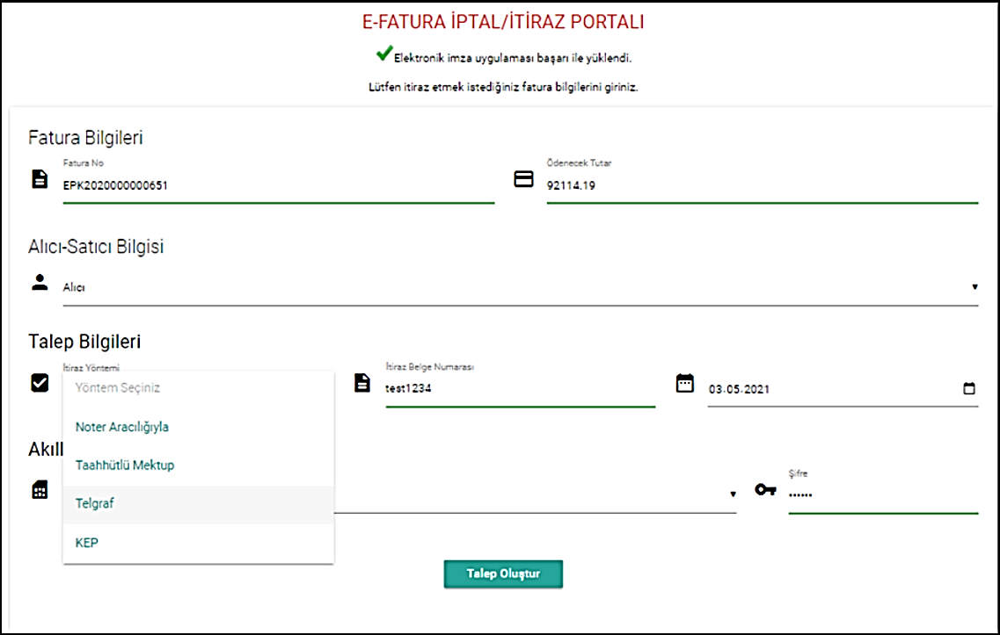 E-FATURA İPTAL/İTİRAZ PORTALI
Elektronik imza uygulaması başarı ile yüklendi.
Lütfen itiraz etmek istediğiniz fatura bilgilerini giriniz.
Fatura Bilgileri
Fatura No
EPK2020000000651
Ödenecek Tutar
92114.19
Alıcı-Satıcı Bilgisi
Alıcı
Talep Bilgileri
İtiraz Yöntemi
Yöntem Seçiniz
Noter Aracılığıyla
Taahhütlü Mektup
Telgraf
KEP
İtiraz Belge Numarası
test1234
03.05.2021
Akıll
Şifre
••••••
Talep Oluştur